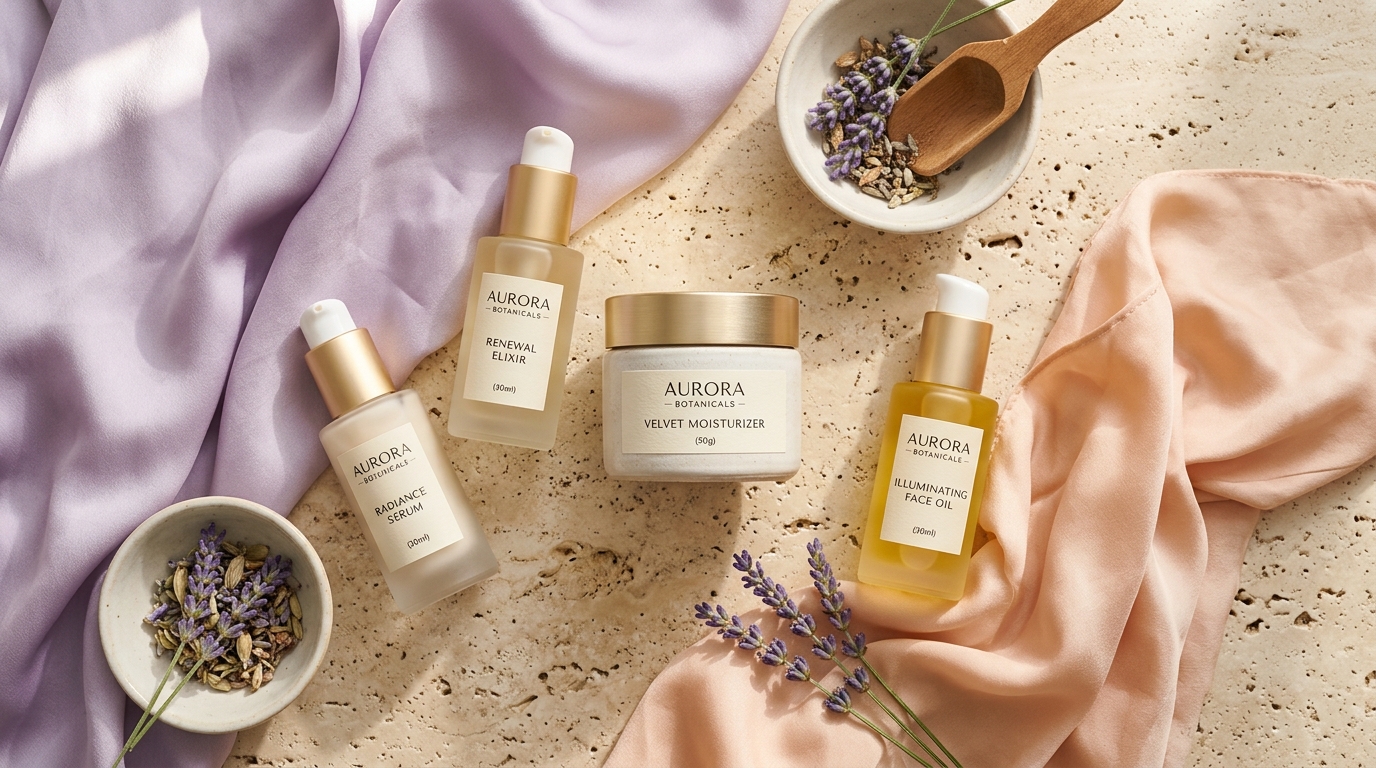 AURORA
— BOTANICALS —
RENEWAL
ELIXIR
(30ml)
AURORA
— BOTANICALS —
RADIANCE
SERUM
(30ml)
AURORA
— BOTANICALS —
VELVET MOISTURIZER
(50g)
AURORA
— BOTANICALE —
ILLUMINATING
FACE OIL
(30ml)